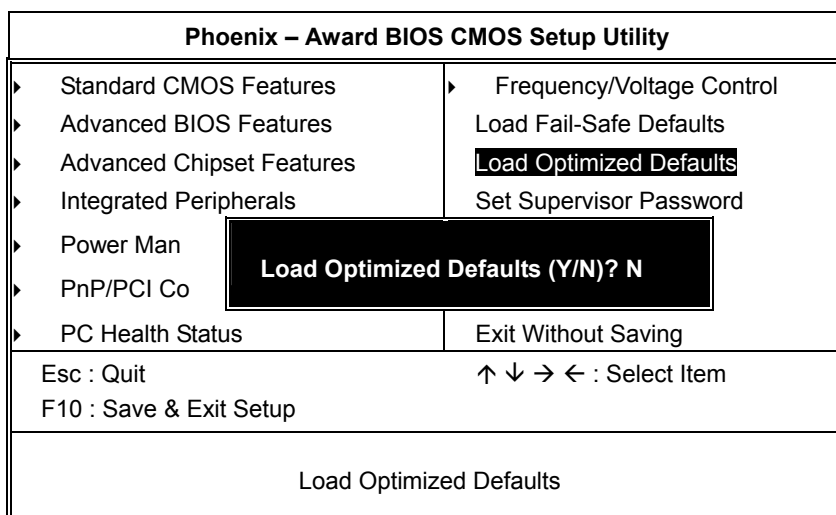 Phoenix – Award BIOS CMOS Setup Utility
Standard CMOS Features
Advanced BIOS Features
Advanced Chipset Features
Integrated Peripherals
Power Man
PnP/PCI Co
PC Health Status
Frequency/Voltage Control
Load Fail-Safe Defaults
Load Optimized Defaults
Set Supervisor Password
Exit Without Saving
Load Optimized Defaults (Y/N)? N
Esc : Quit
↑ ↓ → ← : Select Item
F10 : Save & Exit Setup
Load Optimized Defaults